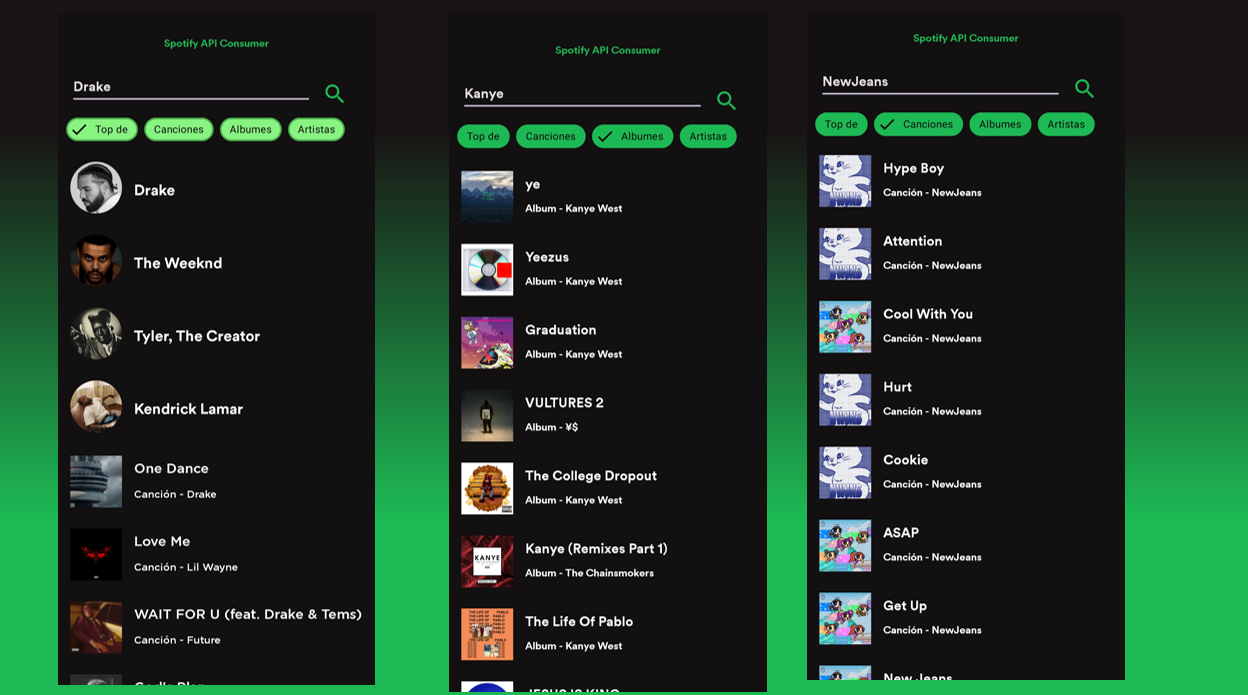 Spotify API Consumer
Drake
Top de
Canciones
Albumes
Artistas
Drake
The Weeknd
Tyler, The Creator
Kendrick Lamar
One Dance
Canción - Drake
Love Me
Canción - Lil Wayne
WAIT FOR U (feat. Drake & Tems)
Canción - Future
Spotify API Consumer
Kanye
Top de
Canciones
Albumes
Artistas
ye
Album - Kanye West
Yeezus
Album - Kanye West
Graduation
Album - Kanye West
VULTURES 2
Album - ¥$
The College Dropout
Album - Kanye West
KANYE
Kanye (Remixes Part 1)
Album - The Chainsmokers
The Life Of Pablo
Album - Kanye West
JESUS IS KING
Spotify API Consumer
NewJeans
Top de
Canciones
Albumes
Artistas
Hype Boy
Canción - NewJeans
Attention
Canción - NewJeans
Cool With You
Canción - NewJeans
Hurt
Canción - NewJeans
Cookie
Canción - NewJeans
ASAP
Canción - NewJeans
Get Up
Canción - NewJeans
New Jeans